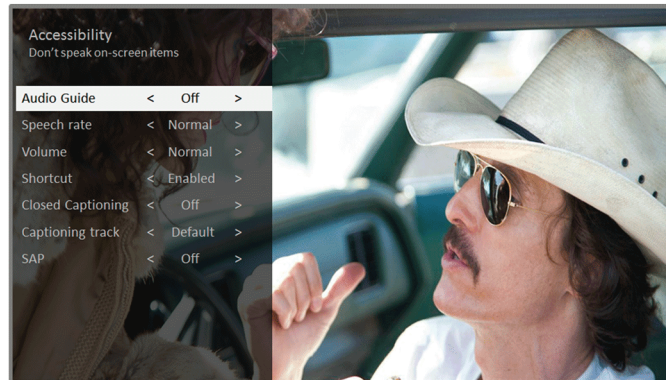 Accessibility
Don't speak on-screen items
Audio Guide < Off >
Speech rate < Normal >
Volume < Normal >
Shortcut < Enabled >
Closed Captioning < Off >
Captioning track < Default >
SAP < Off >